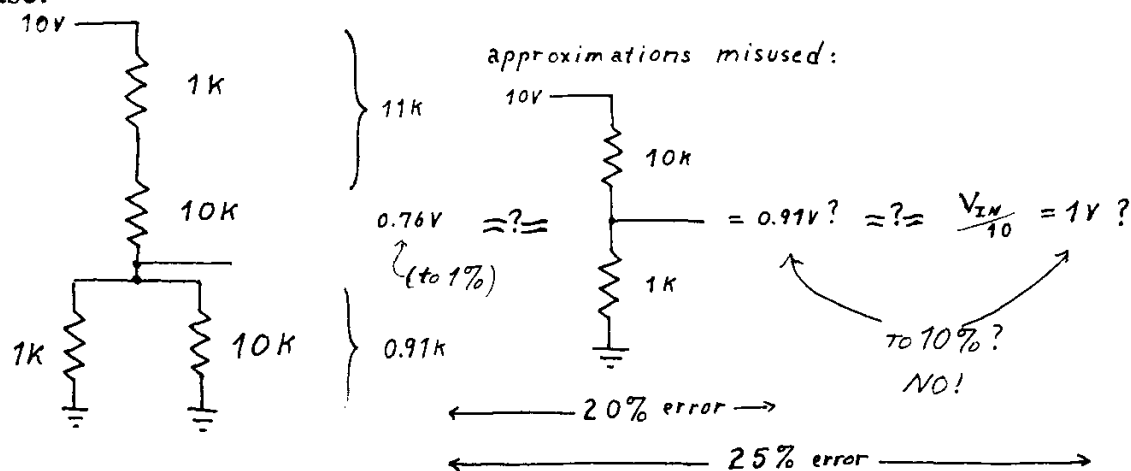 10V
1K
10K
1K
10K
11K
0.91K
approximations misused:
10V
10K
1K
0.76V =?= = 0.91V? =?= VIN/10 = 1V ?
(to 1%)
TO 10%?
NO!
20% error
25% error